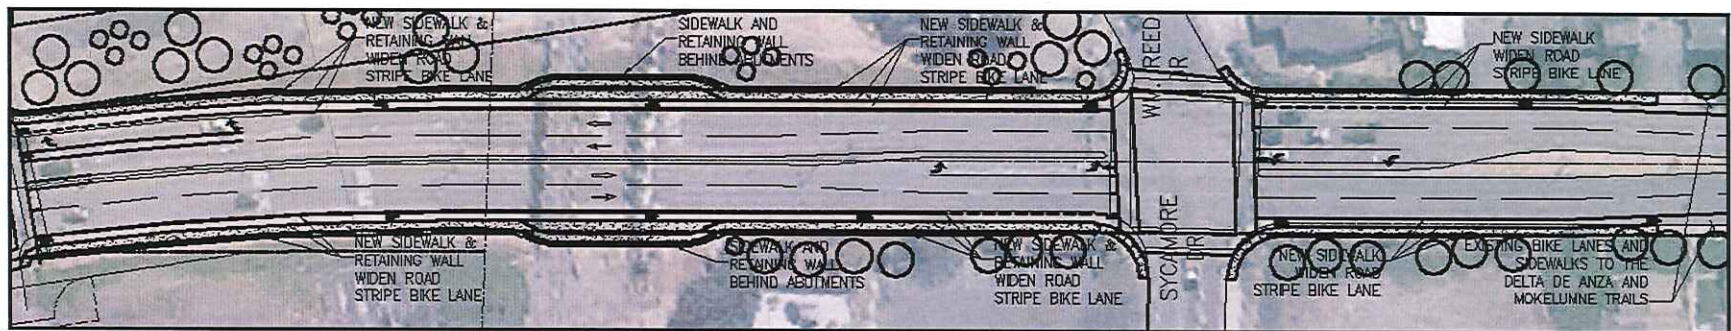 NEW SIDEWALK &
RETAINING WALL
WIDEN ROAD
STRIPE BIKE LANE
SIDEWALK AND
RETAINING WALL
BEHIND ABUTMENTS
NEW SIDEWALK &
RETAINING WALL
WIDEN ROAD
STRIPE BIKE LANE
REED
DR
NEW SIDEWALK
WIDEN ROAD
STRIPE BIKE LANE
NEW SIDEWALK &
RETAINING WALL
WIDEN ROAD
STRIPE BIKE LANE
SIDEWALK AND
RETAINING WALL
BEHIND ABUTMENTS
NEW SIDEWALK &
RETAINING WALL
WIDEN ROAD
STRIPE BIKE LANE
SYCAMORE
DR
NEW SIDEWALK
WIDEN ROAD
STRIPE BIKE LANE
EXISTING BIKE LANES AND
SIDEWALKS TO THE
DELTA DE ANZA AND
MOKELUMNE TRAILS